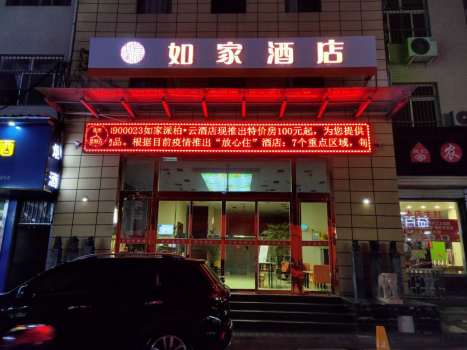 如家酒店
900023如家派柏·云酒店现推出特价房100元起,为您提供
品。根据目前疫情推出“放心住”酒店,7个重点区域,每
农